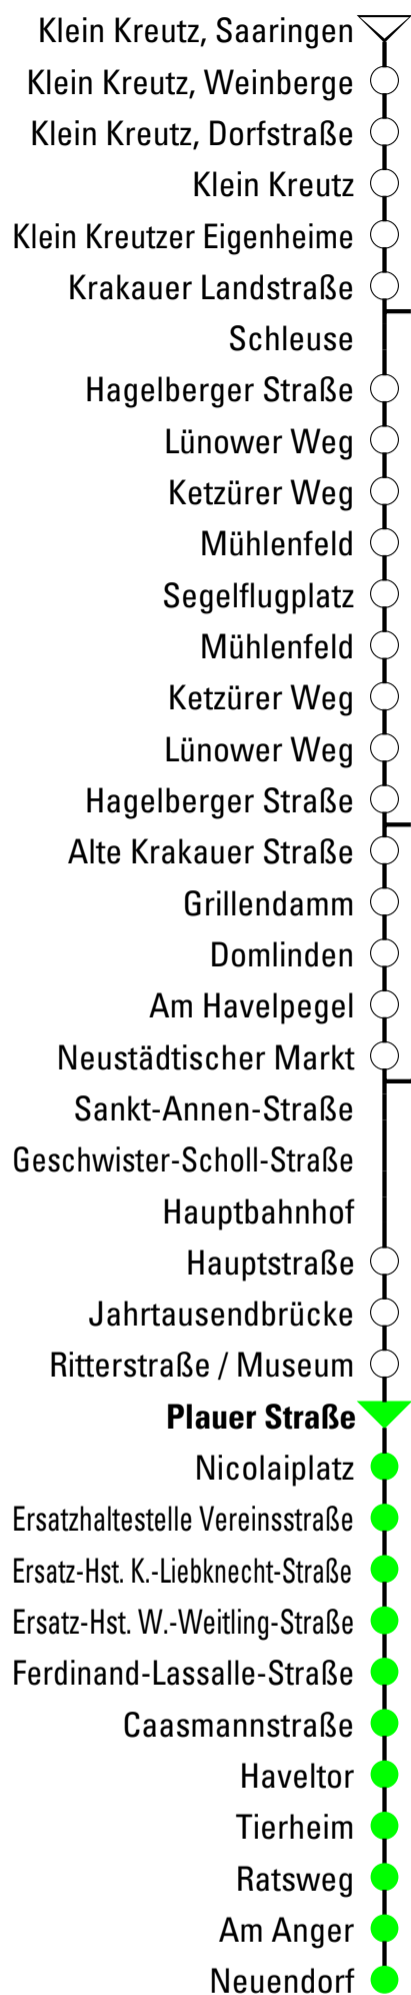 Klein Kreutz, Saaringen
Klein Kreutz, Weinberge
Klein Kreutz, Dorfstraße
Klein Kreutz
Klein Kreutzer Eigenheime
Krakauer Landstraße
Schleuse
Hagelberger Straße
Lünower Weg
Ketzürer Weg
Mühlenfeld
Segelflugplatz
Mühlenfeld
Ketzürer Weg
Lünower Weg
Hagelberger Straße
Alte Krakauer Straße
Grillendamm
Domlinden
Am Havelpegel
Neustädtischer Markt
Sankt-Annen-Straße
Geschwister-Scholl-Straße
Hauptbahnhof
Hauptstraße
Jahrtausendbrücke
Ritterstraße / Museum
Plauer Straße
Nicolaiplatz
Ersatzhaltestelle Vereinsstraße
Ersatz-Hst. K.-Liebknecht-Straße
Ersatz-Hst. W.-Weitling-Straße
Ferdinand-Lassalle-Straße
Caasmannstraße
Haveltor
Tierheim
Ratsweg
Am Anger
Neuendorf